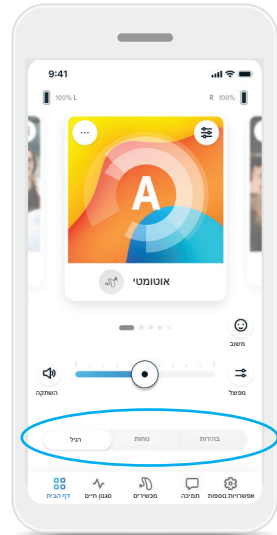 9:41
100% L
R 100%
A
אוטומטי
משוב
השתקה
מפוצל
רגיל
נוחות
בהירות
דף הבית
סגנון חיים
מכשירים
תמיכה
אפשרויות נוספות